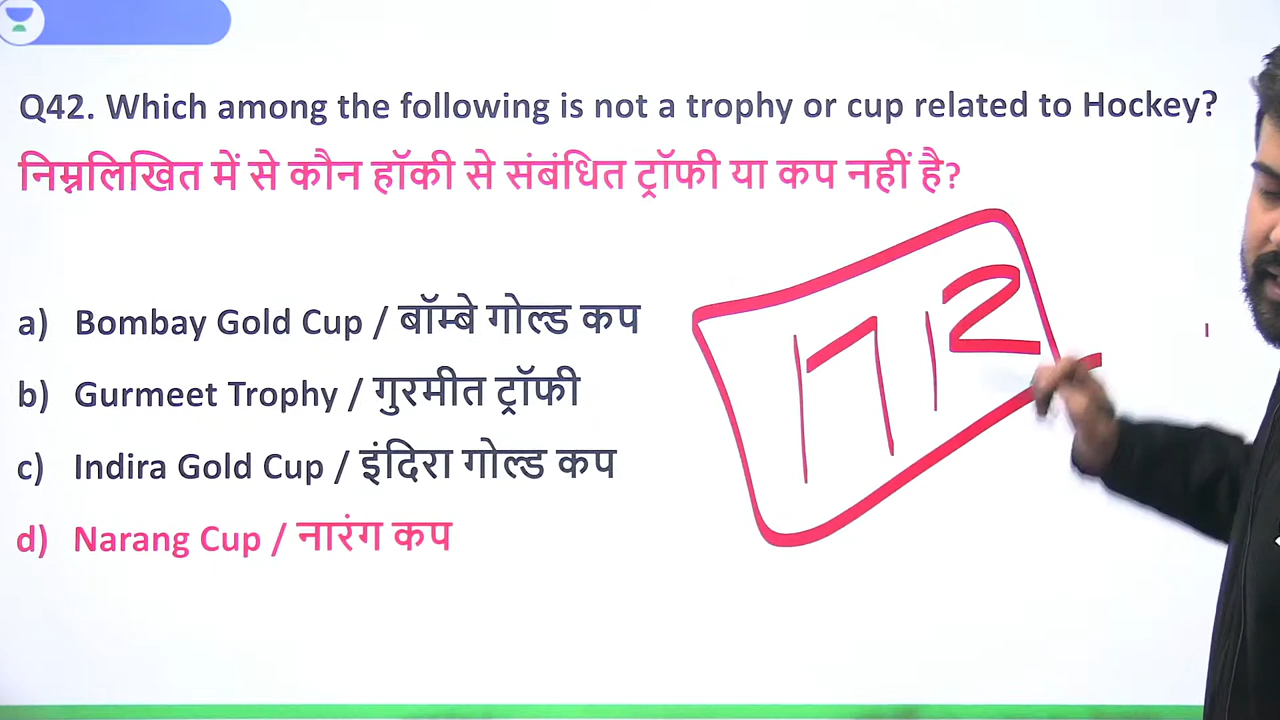 Q42. Which among the following is not a trophy or cup related to Hockey?
निम्नलिखित में से कौन हॉकी से संबंधित ट्रॉफी या कप नहीं है?
a) Bombay Gold Cup / बॉम्बे गोल्ड कप
b) Gurmeet Trophy / गुरमीत ट्रॉफी
c) Indira Gold Cup / इंदिरा गोल्ड कप
d) Narang Cup / नारंग कप